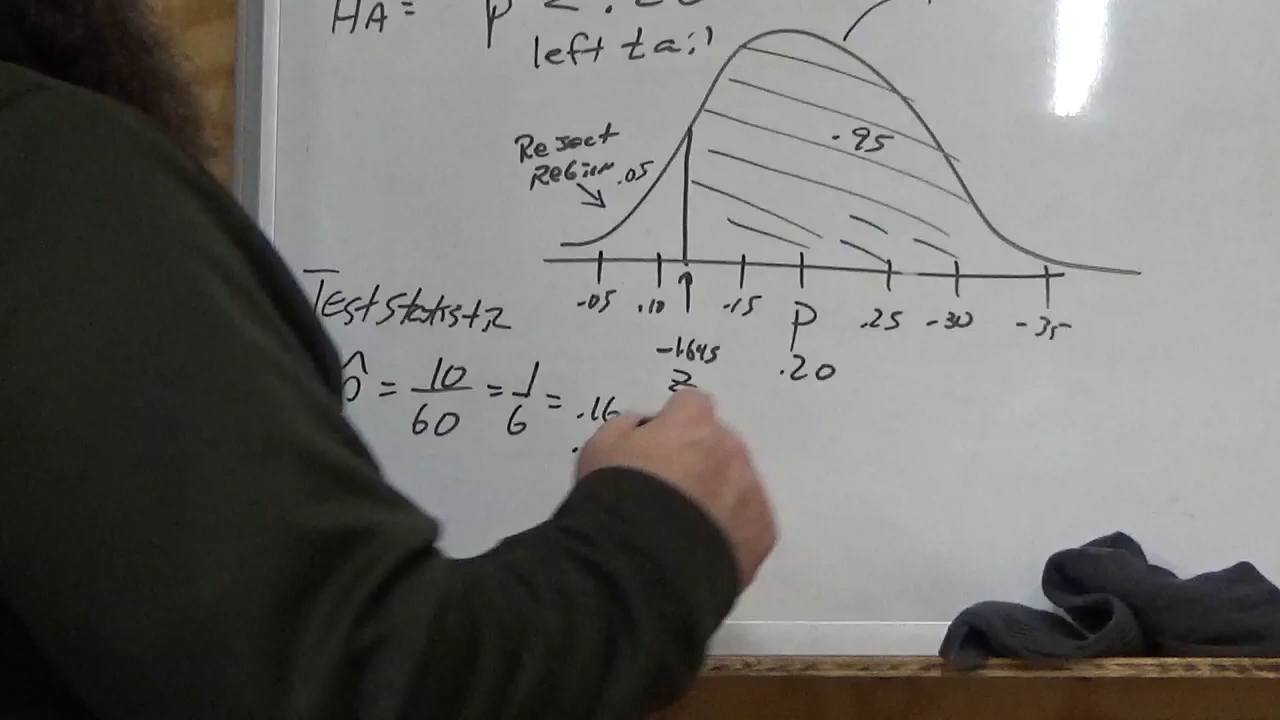 HA = P < .20
left tail
.95
Reject
Region .05
-.05 .10 .15 P .25 .30 .35
Test Statistic
-1.645
.20
p̂ = 10/60 = 1/6 = .16
z